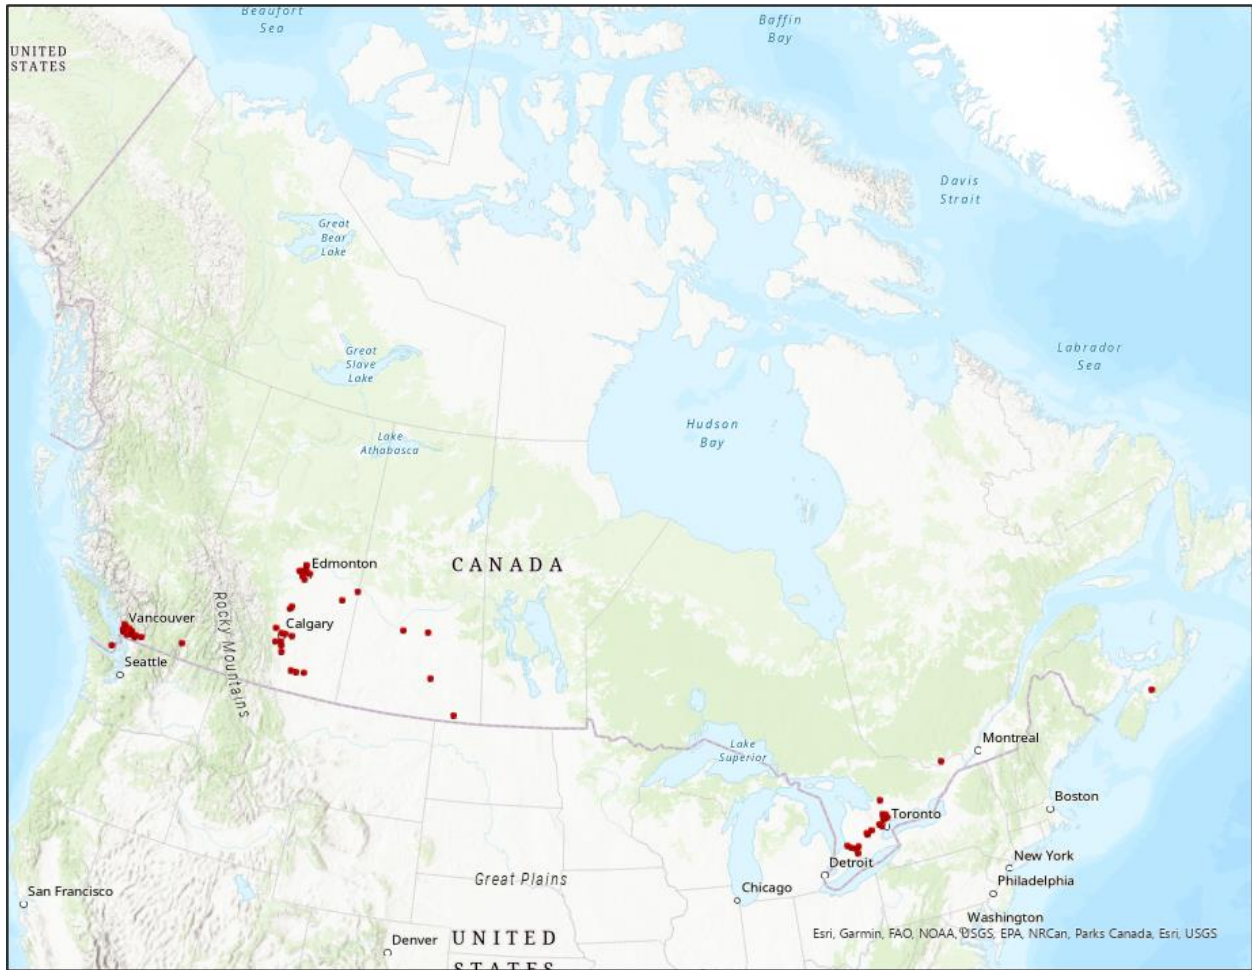 Beaufort
Sea
Baffin
Bay
UNITED
STATES
Davis
Strait
Great
Bear
Lake
Great
Slave
Lake
Labrador
Sea
Hudson
Bay
Lake
Athabasca
Edmonton
CANADA
Rocky Mountains
Vancouver
Calgary
Seattle
Montreal
Lake
Superior
Boston
Toronto
Detroit
New York
Great Plains
Philadelphia
Chicago
San Francisco
Washington
Esri, Garmin, FAO, NOAA, USGS, EPA, NRCan, Parks Canada, Esri, USGS
Denver
UNITED
STATES